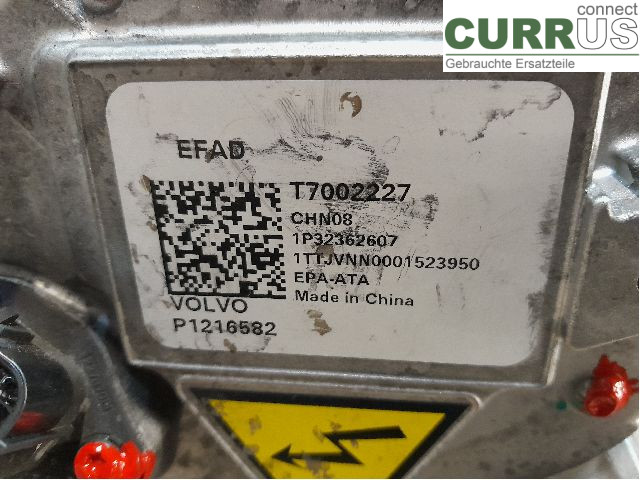 connect
CURRUS
Gebrauchte Ersatzteile
EFAD
T7002227
CHN08
1P32362607
1TTJVNN0001523950
EPA-ATA
Made in China
VOLVO
P1216582